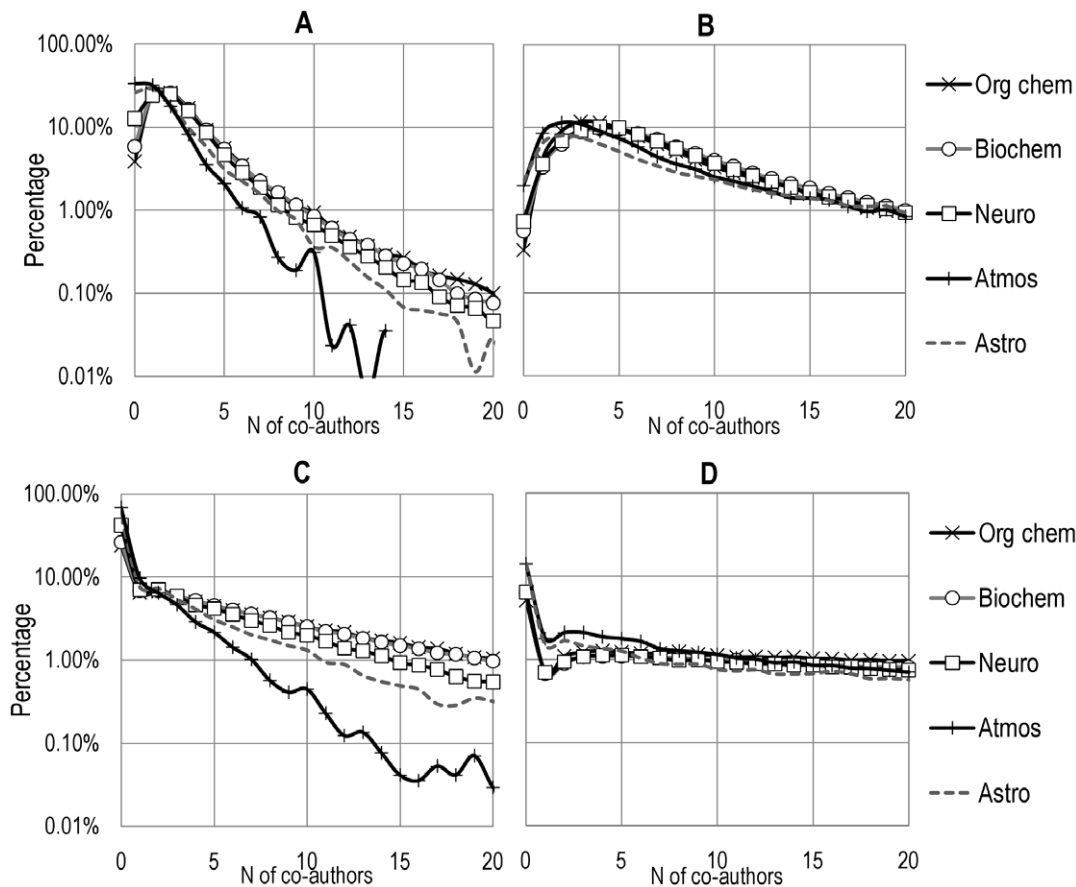 A
B
100.00%
10.00%
1.00%
0.10%
0.01%
Percentage
0 5 10 15 20
N of co-authors
0 5 10 15 20
N of co-authors
Org chem
Biochem
Neuro
Atmos
Astro
C
D
100.00%
10.00%
1.00%
0.10%
0.01%
Percentage
0 5 10 15 20
N of co-authors
0 5 10 15 20
N of co-authors
Org chem
Biochem
Neuro
Atmos
Astro